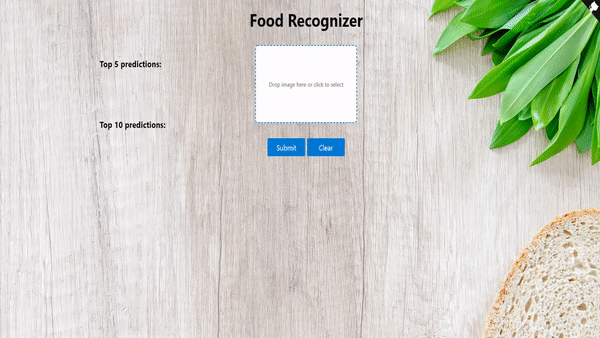 Food Recognizer
Top 5 predictions:
Drop image here or click to select
Top 10 predictions:
Submit
Clear